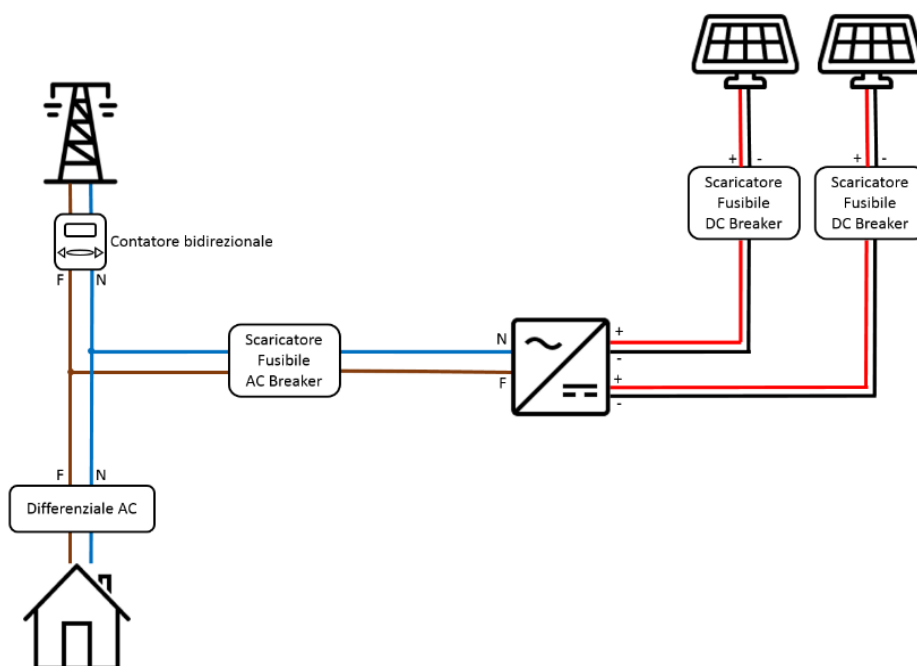 + -
+ -
Scaricatore
Fusibile
DC Breaker
Scaricatore
Fusibile
DC Breaker
Contatore bidirezionale
F N
Scaricatore
Fusibile
AC Breaker
N
F
+
-
+
-
F N
Differenziale AC